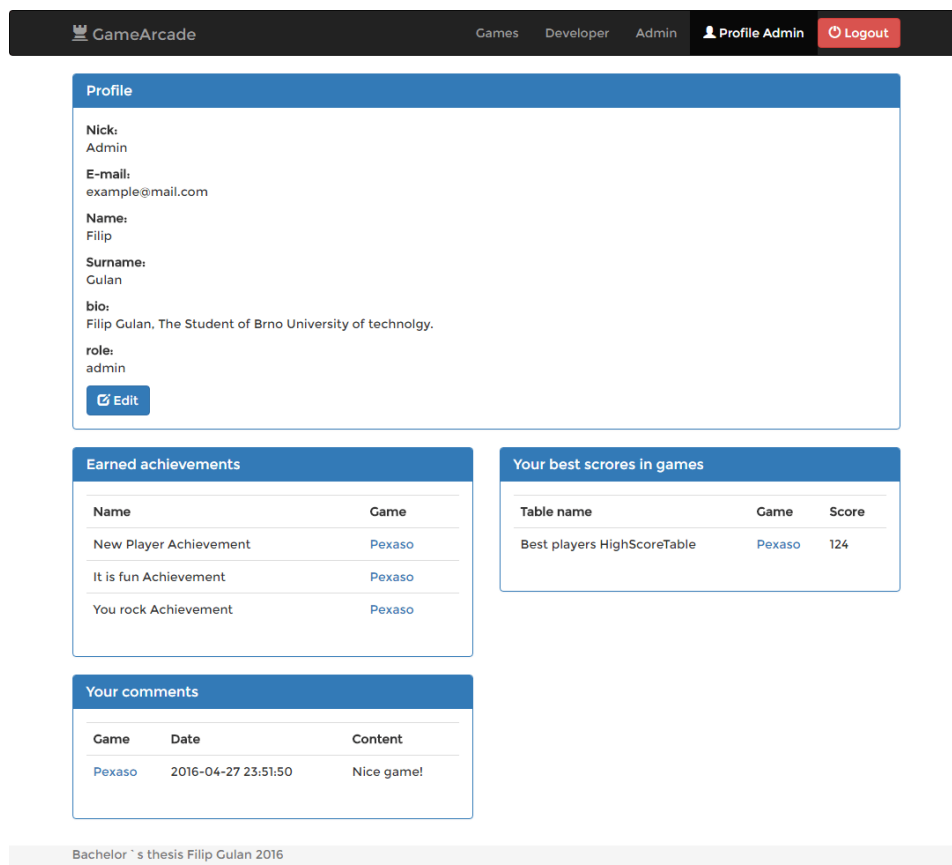 GameArcade Games Developer Admin Profile Admin Logout
Profile
Nick:
Admin
E-mail:
example@mail.com
Name:
Filip
Surname:
Gulan
bio:
Filip Gulan, The Student of Brno University of technolgy.
role:
admin
Edit
Earned achievements
Name Game
New Player Achievement Pexaso
It is fun Achievement Pexaso
You rock Achievement Pexaso
Your best scrores in games
Table name Game Score
Best players HighScoreTable Pexaso 124
Your comments
Game Date Content
Pexaso 2016-04-27 23:51:50 Nice game!
Bachelor ` s thesis Filip Gulan 2016